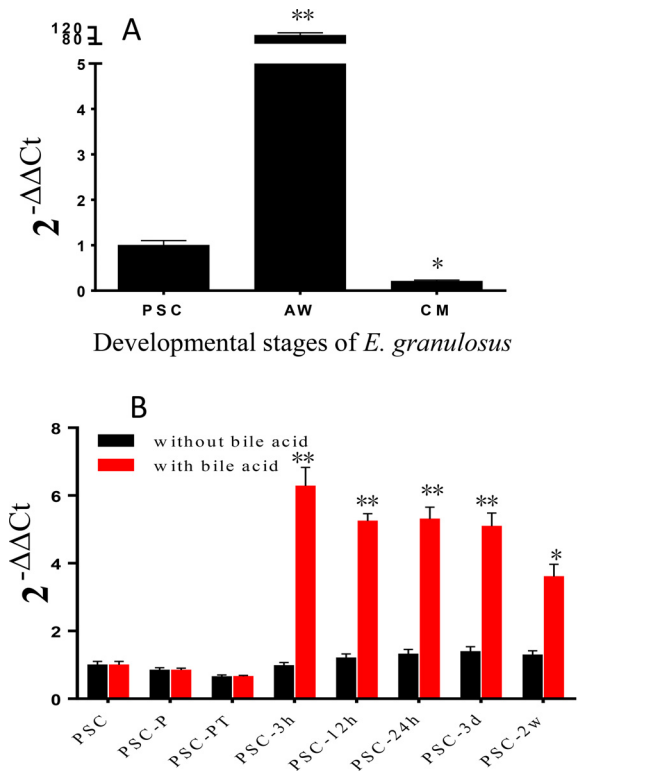 A
**
120
80
5
4
3
2
1
0
2^-ΔΔCt
*
PSC
AW
CM
Developmental stages of E. granulosus
B
8
6
4
2
0
2^-ΔΔCt
without bile acid
with bile acid
**
**
**
**
*
PSC
PSC-P
PSC-PT
PSC-3h
PSC-12h
PSC-24h
PSC-3d
PSC-2w